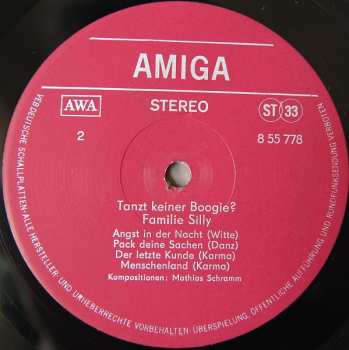 AMIGA
AWA
STEREO
ST 33
2
8 55 778
Tanzt keiner Boogie?
Familie Silly
Angst in der Nacht (Witte)
Pack deine Sachen (Danz)
Der letzte Kunde (Karma)
Menschenland (Karma)
Kompositionen: Mathias Schramm
VEB DEUTSCHE SCHALLPLATTEN · ALLE HERSTELLER- UND URHEBERRECHTE VORBEHALTEN ÜBERSPIELUNG, ÖFFENTLICHE AUFFÜHRUNG UND RUNDFUNKSENDUNG VERBOTEN